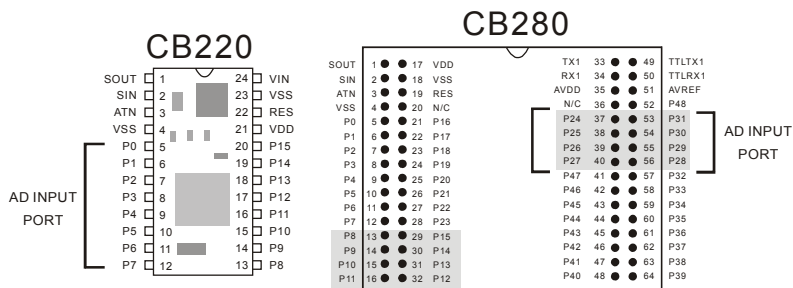 CB280
CB220
SOUT 1 24 VIN
SIN 2 23 VSS
ATN 3 22 RES
VSS 4 21 VDD
P0 5 20 P15
P1 6 19 P14
P2 7 18 P13
P3 8 17 P12
P4 9 16 P11
P5 10 15 P10
P6 11 14 P9
P7 12 13 P8
AD INPUT
PORT
SOUT 1 17 VDD
SIN 2 18 VSS
ATN 3 19 RES
VSS 4 20 N/C
P0 5 21 P16
P1 6 22 P17
P2 7 23 P18
P3 8 24 P19
P4 9 25 P20
P5 10 26 P21
P6 11 27 P22
P7 12 28 P23
P8 13 29 P15
P9 14 30 P14
P10 15 31 P13
P11 16 32 P12
TX1 33 49 TTLTX1
RX1 34 50 TTLRX1
AVDD 35 51 AVREF
N/C 36 52 P48
P24 37 53 P31
P25 38 54 P30
P26 39 55 P29
P27 40 56 P28
P47 41 57 P32
P46 42 58 P33
P45 43 59 P34
P44 44 60 P35
P43 45 61 P36
P42 46 62 P37
P41 47 63 P38
P40 48 64 P39
AD INPUT
PORT